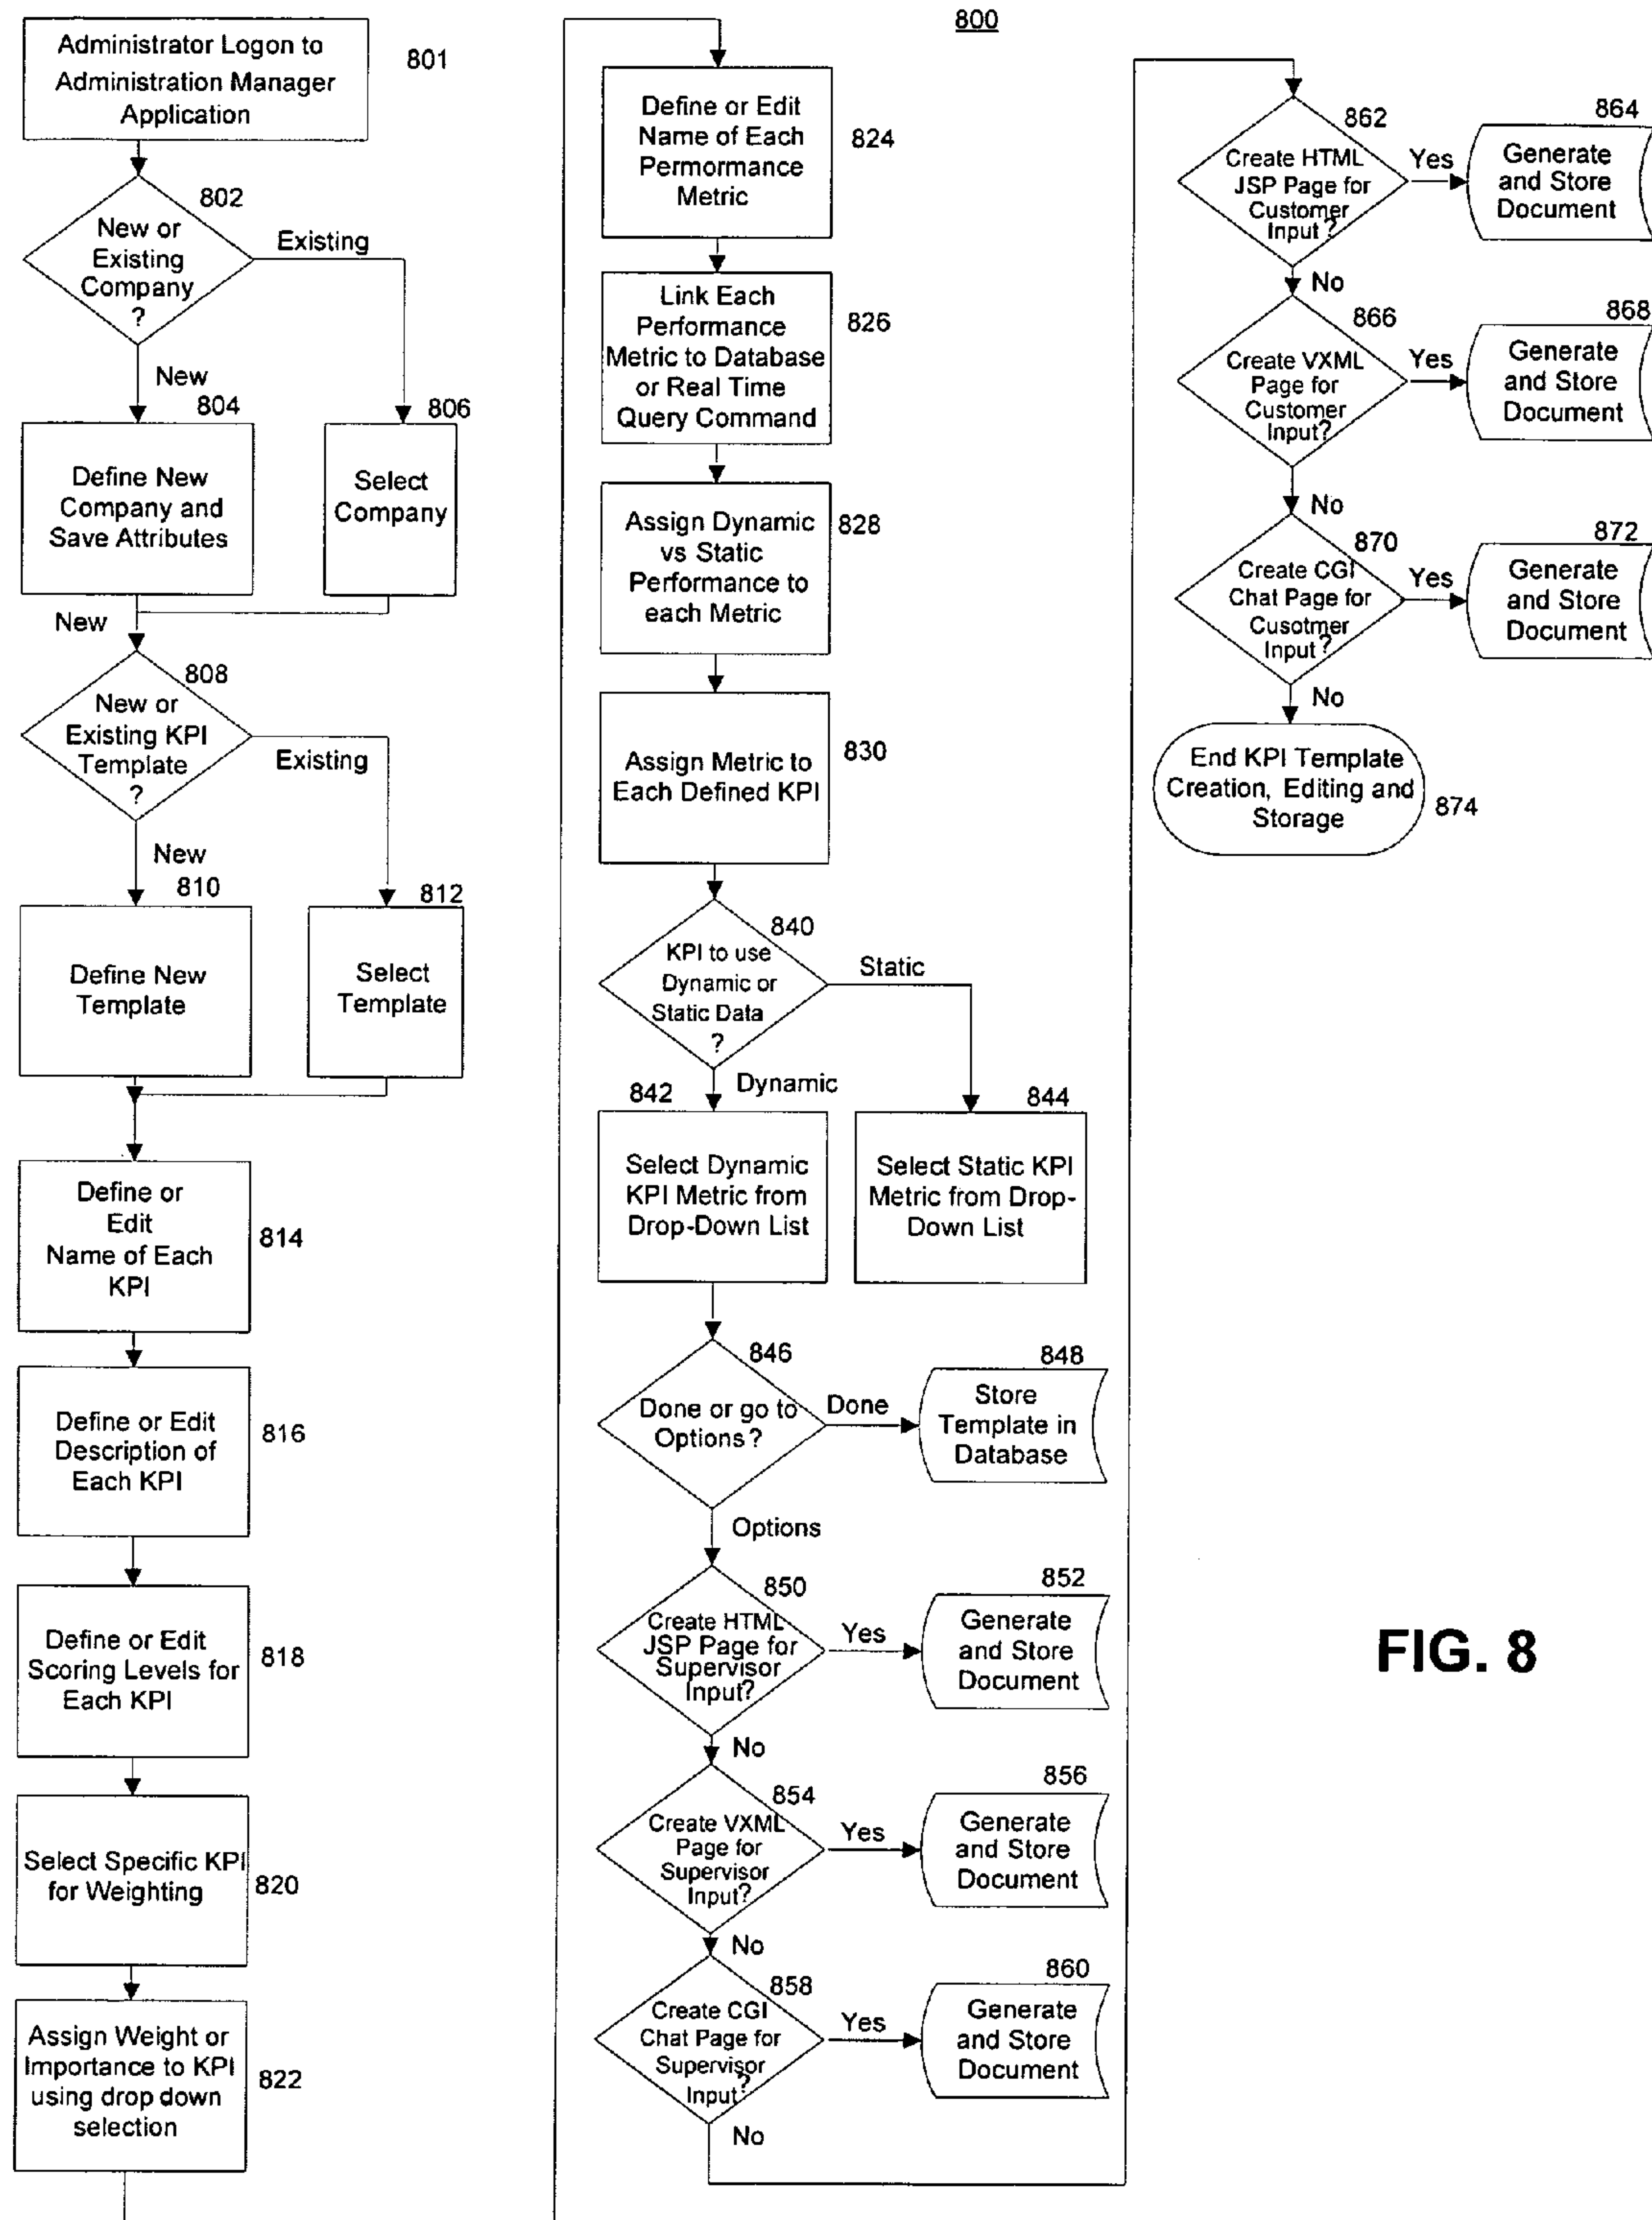 800
Administrator Logon to
Administration Manager
Application
801
802
New or
Existing
Company
?
Existing
New
804
Define New
Company and
Save Attributes
806
Select
Company
New
808
New or
Existing KPI
Template
?
Existing
New
810
Define New
Template
812
Select
Template
Define or
Edit
Name of Each
KPI
814
Define or Edit
Description of
Each KPI
816
Define or Edit
Scoring Levels for
Each KPI
818
Select Specific KPI
for Weighting
820
Assign Weight or
Importance to KPI
using drop down
selection
822
Define or Edit
Name of Each
Permormance
Metric
824
Link Each
Performance
Metric to Database
or Real Time
Query Command
826
Assign Dynamic
vs Static
Performance to
each Metric
828
Assign Metric to
Each Defined KPI
830
840
KPI to use
Dynamic or
Static Data
?
Static
Dynamic
842
Select Dynamic
KPI Metric from
Drop-Down List
844
Select Static KPI
Metric from Drop-
Down List
846
Done or go to
Options?
Done
848
Store
Template in
Database
Options
850
Create HTML
JSP Page for
Supervisor
Input?
Yes
852
Generate
and Store
Document
No
854
Create VXML
Page for
Supervisor
Input?
Yes
856
Generate
and Store
Document
No
858
Create CGI
Chat Page for
Supervisor
Input?
Yes
860
Generate
and Store
Document
No
862
Create HTML
JSP Page for
Customer
Input?
Yes
864
Generate
and Store
Document
No
866
Create VXML
Page for
Customer
Input?
Yes
868
Generate
and Store
Document
No
870
Create CGI
Chat Page for
Cusotmer
Input?
Yes
872
Generate
and Store
Document
No
End KPI Template
Creation, Editing and
Storage
874
FIG. 8